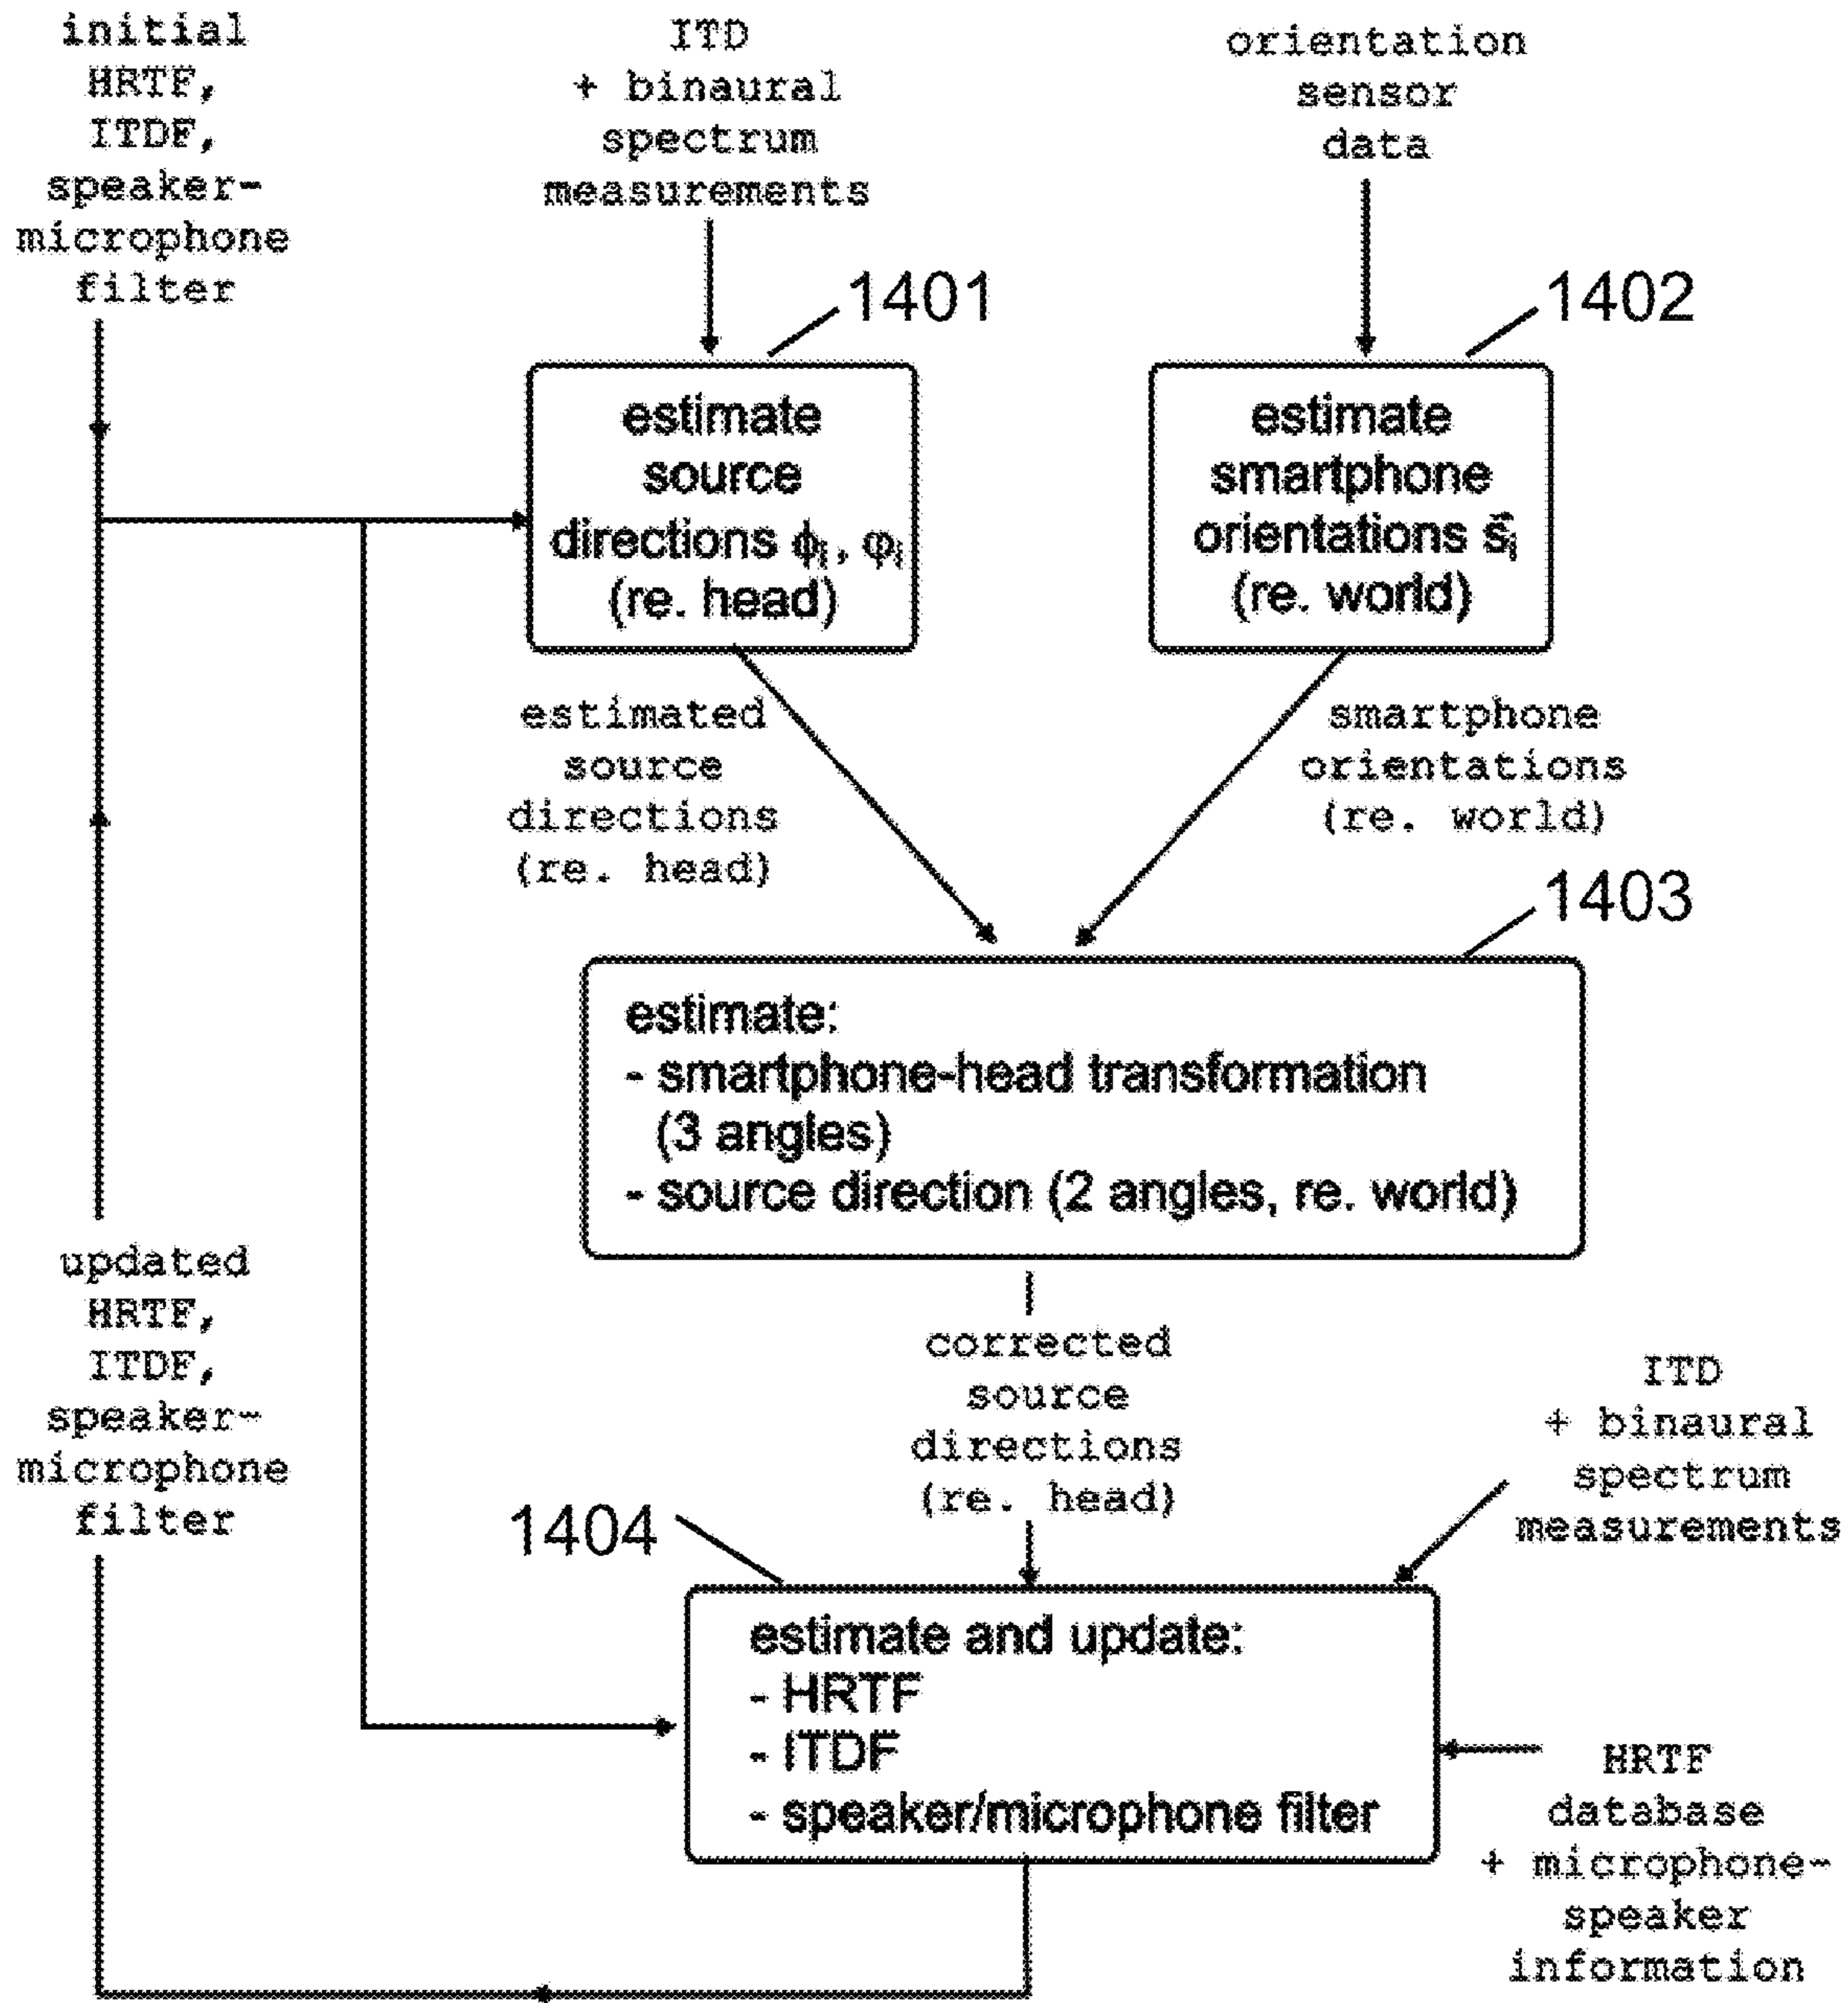 initial
HRTF,
ITDF,
speaker-
microphone
filter
ITD
+ binaural
spectrum
measurements
orientation
sensor
data
1401
1402
estimate
source
directions ϕi, φi
(re. head)
estimate
smartphone
orientations s⃗i
(re. world)
estimated
source
directions
(re. head)
smartphone
orientations
(re. world)
1403
estimate:
- smartphone-head transformation
(3 angles)
- source direction (2 angles, re. world)
updated
HRTF,
ITDF,
speaker-
microphone
filter
corrected
source
directions
(re. head)
ITD
+ binaural
spectrum
measurements
1404
estimate and update:
- HRTF
- ITDF
- speaker/microphone filter
HRTF
database
+ microphone-
speaker
information